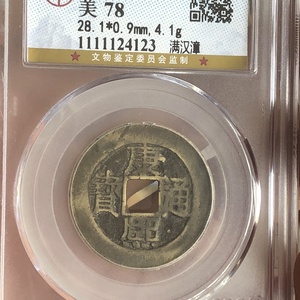 美 78
28.1*0.9mm,4.1g
1111124123 满汉漳
★ 文物鉴定委员会监制 ★
康熙通寶